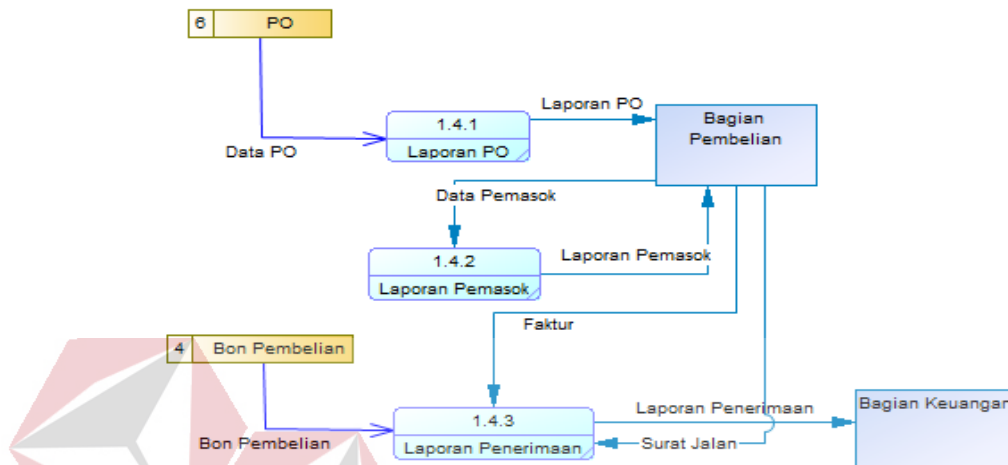 6 PO
Laporan PO
Bagian
Pembelian
1.4.1
Laporan PO
Data PO
Data Pemasok
1.4.2
Laporan Pemasok
Laporan Pemasok
Faktur
4 Bon Pembelian
Laporan Penerimaan
Bagian Keuangan
1.4.3
Laporan Penerimaan
Bon Pembelian
Surat Jalan